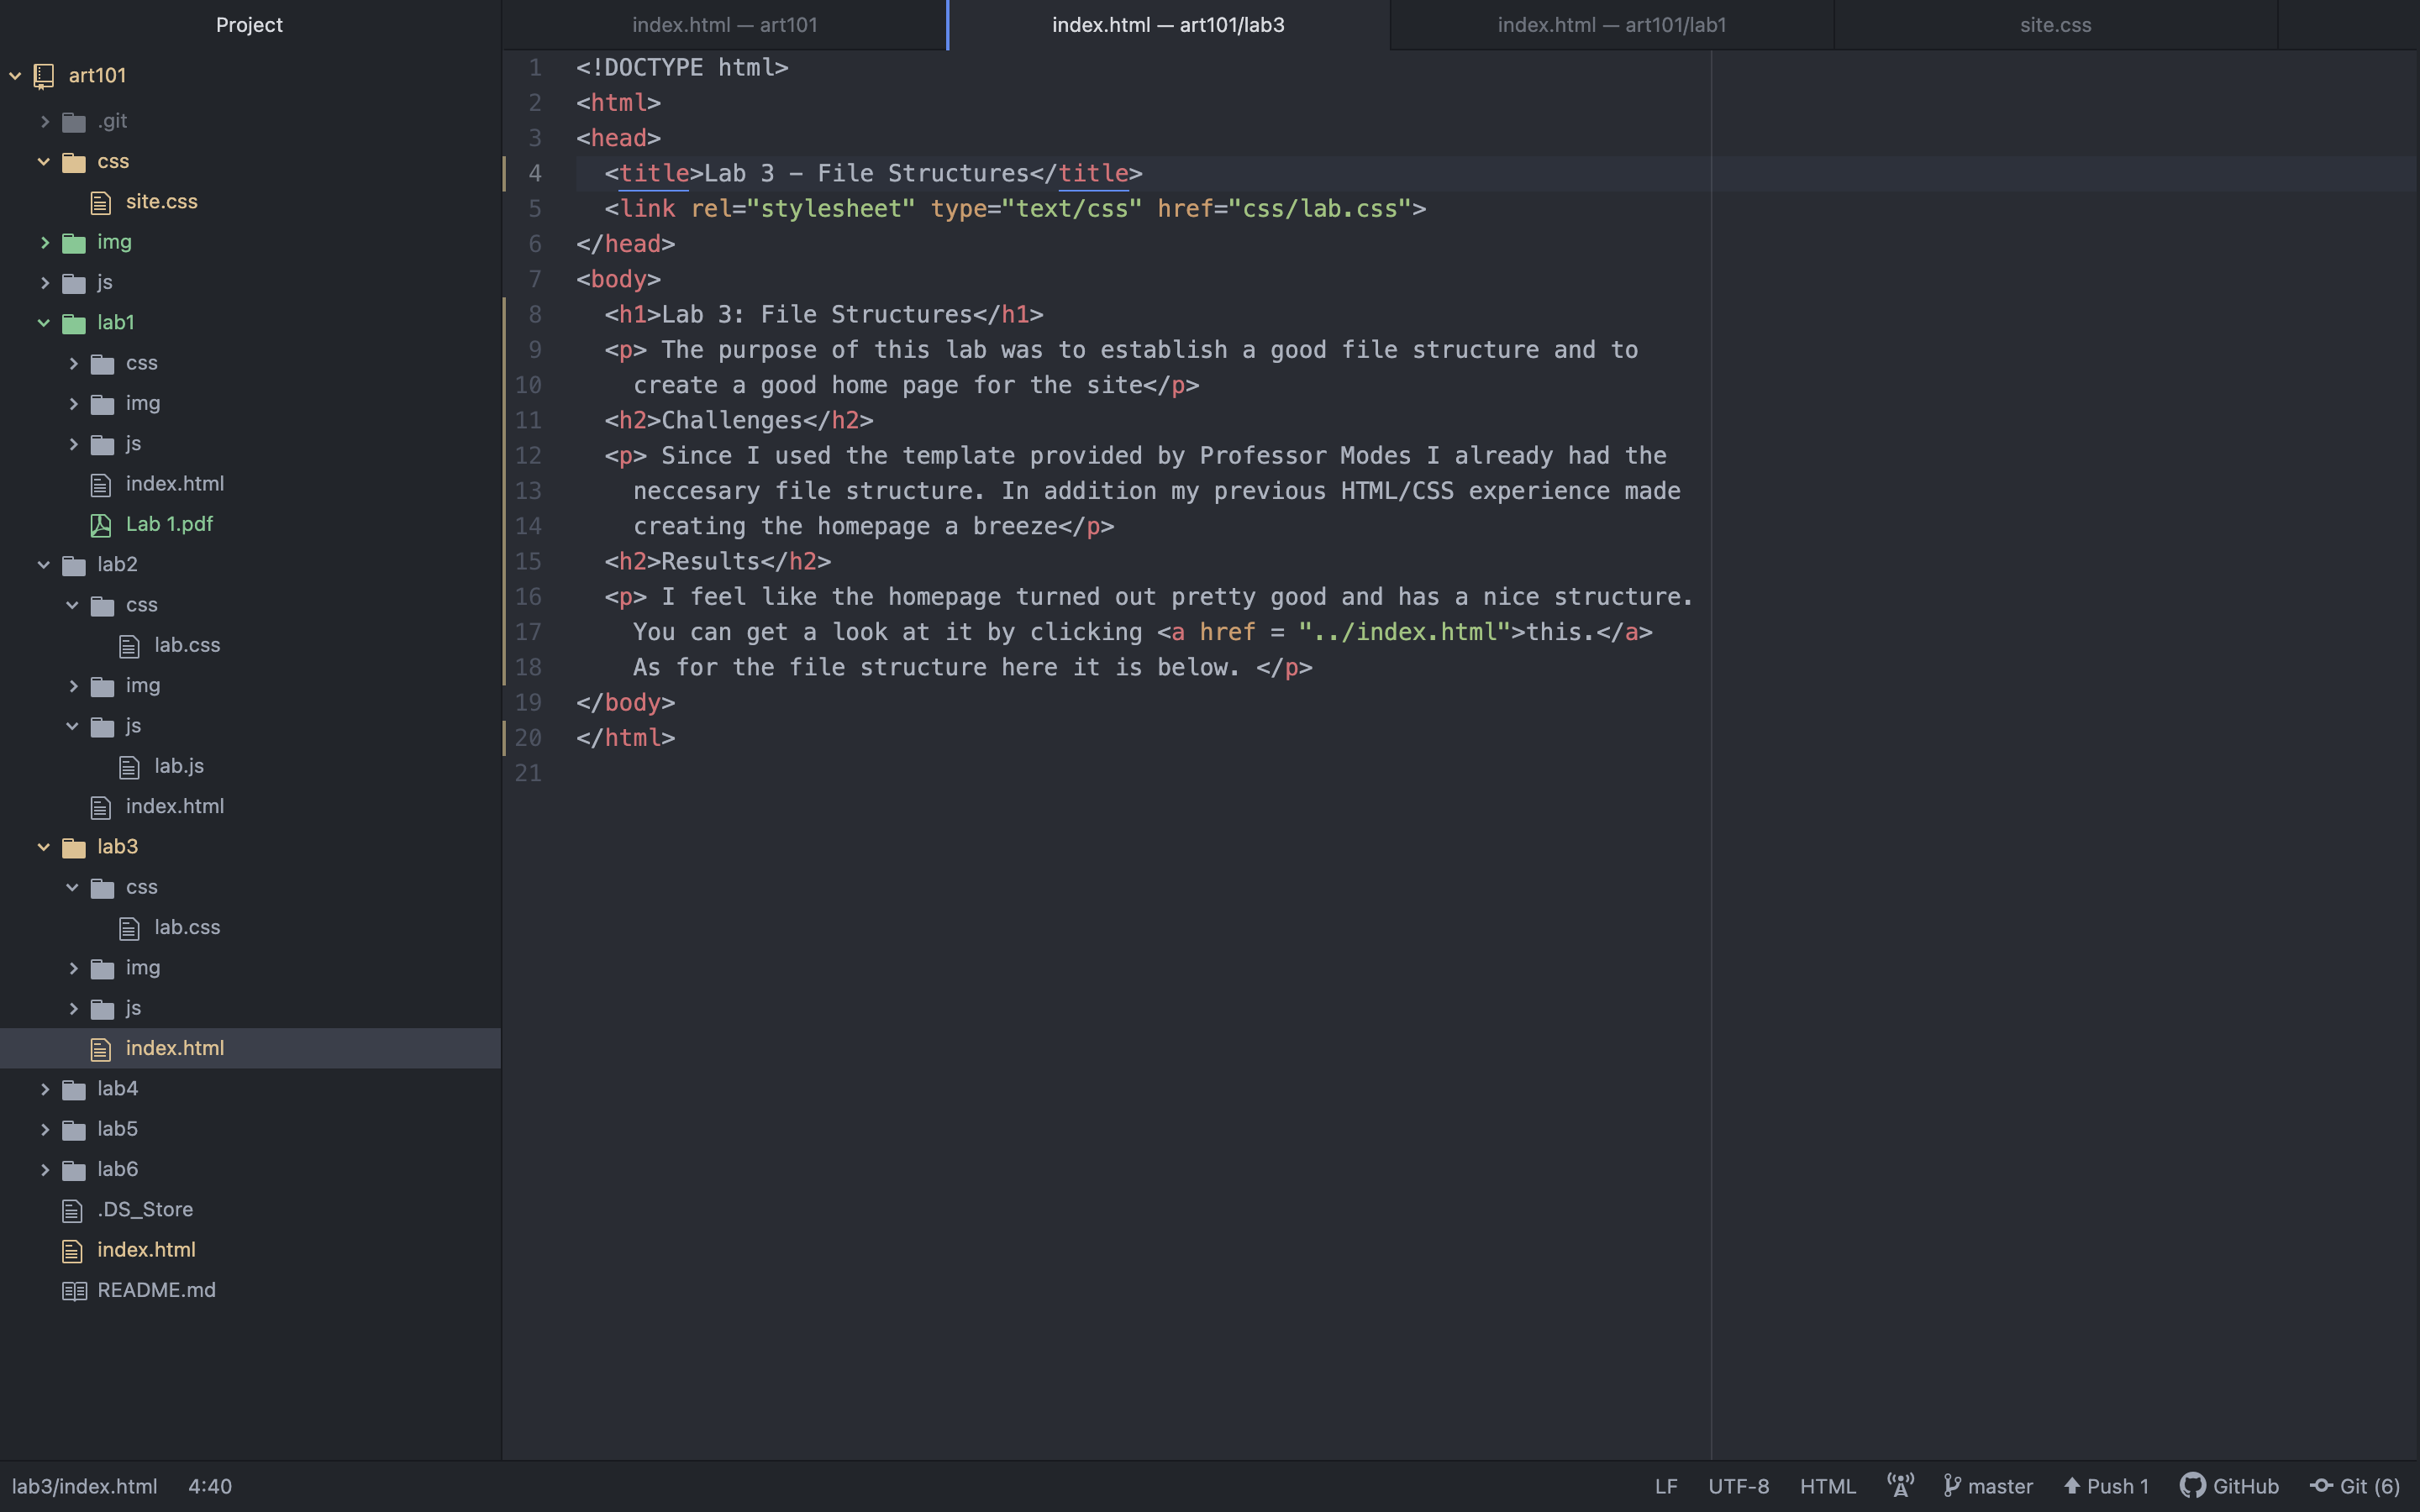 Project
art101
.git
css
site.css
img
js
lab1
css
img
js
index.html
Lab 1.pdf
lab2
css
lab.css
img
js
lab.js
index.html
lab3
css
lab.css
img
js
index.html
lab4
lab5
lab6
.DS_Store
index.html
README.md
index.html — art101
index.html — art101/lab3
index.html — art101/lab1
site.css
1 <!DOCTYPE html>
2 <html>
3 <head>
4 <title>Lab 3 – File Structures</title>
5 <link rel="stylesheet" type="text/css" href="css/lab.css">
6 </head>
7 <body>
8 <h1>Lab 3: File Structures</h1>
9 <p> The purpose of this lab was to establish a good file structure and to
10 create a good home page for the site</p>
11 <h2>Challenges</h2>
12 <p> Since I used the template provided by Professor Modes I already had the
13 neccesary file structure. In addition my previous HTML/CSS experience made
14 creating the homepage a breeze</p>
15 <h2>Results</h2>
16 <p> I feel like the homepage turned out pretty good and has a nice structure.
17 You can get a look at it by clicking <a href = "../index.html">this.</a>
18 As for the file structure here it is below. </p>
19 </body>
20 </html>
21
lab3/index.html 4:40 LF UTF-8 HTML master Push 1 GitHub Git (6)